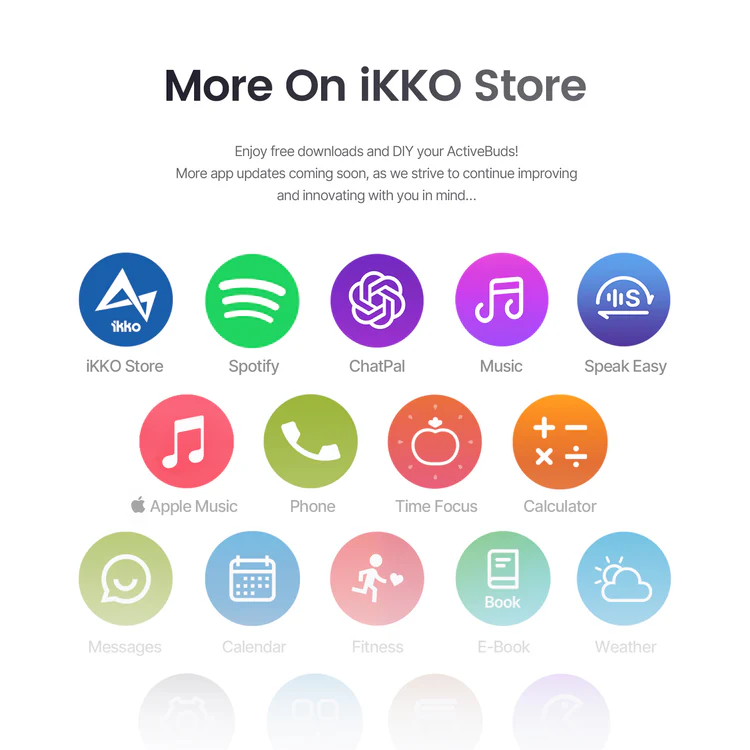 More On iKKO Store
Enjoy free downloads and DIY your ActiveBuds!
More app updates coming soon, as we strive to continue improving
and innovating with you in mind...
ikko
S
iKKO Store Spotify ChatPal Music Speak Easy
Apple Music Phone Time Focus Calculator
Book
Messages Calendar Fitness E-Book Weather